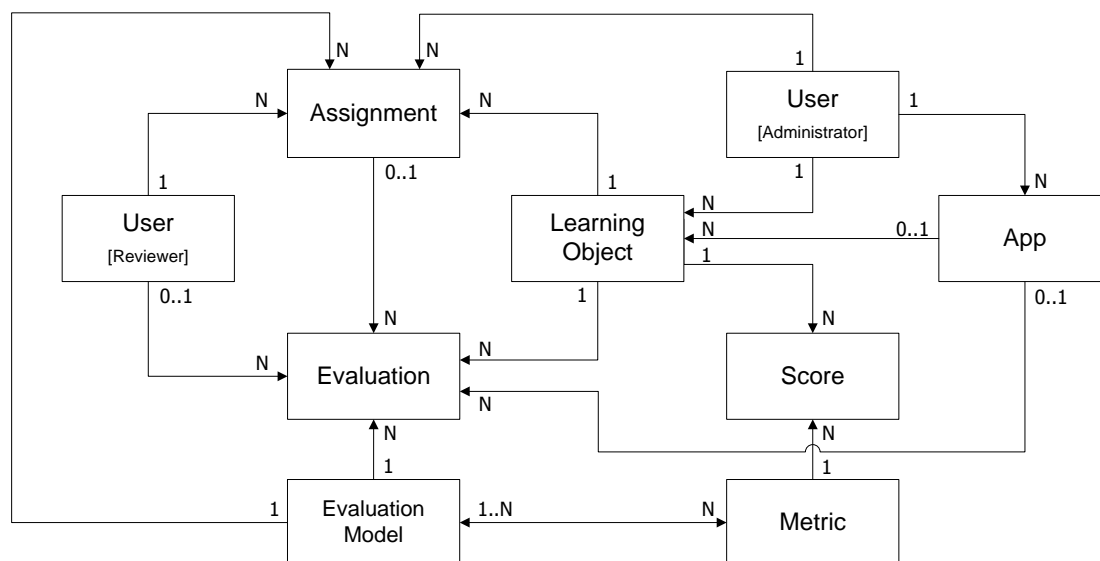 N
N
1
Assignment
N
N
User
[Administrator]
1
0..1
1
1
1
N
User
[Reviewer]
N
Learning
Object
N
0..1
App
1
0..1
1
0..1
N
N
N
Evaluation
N
Score
N
N
N
1
1
1
Evaluation
Model
1..N
N
Metric